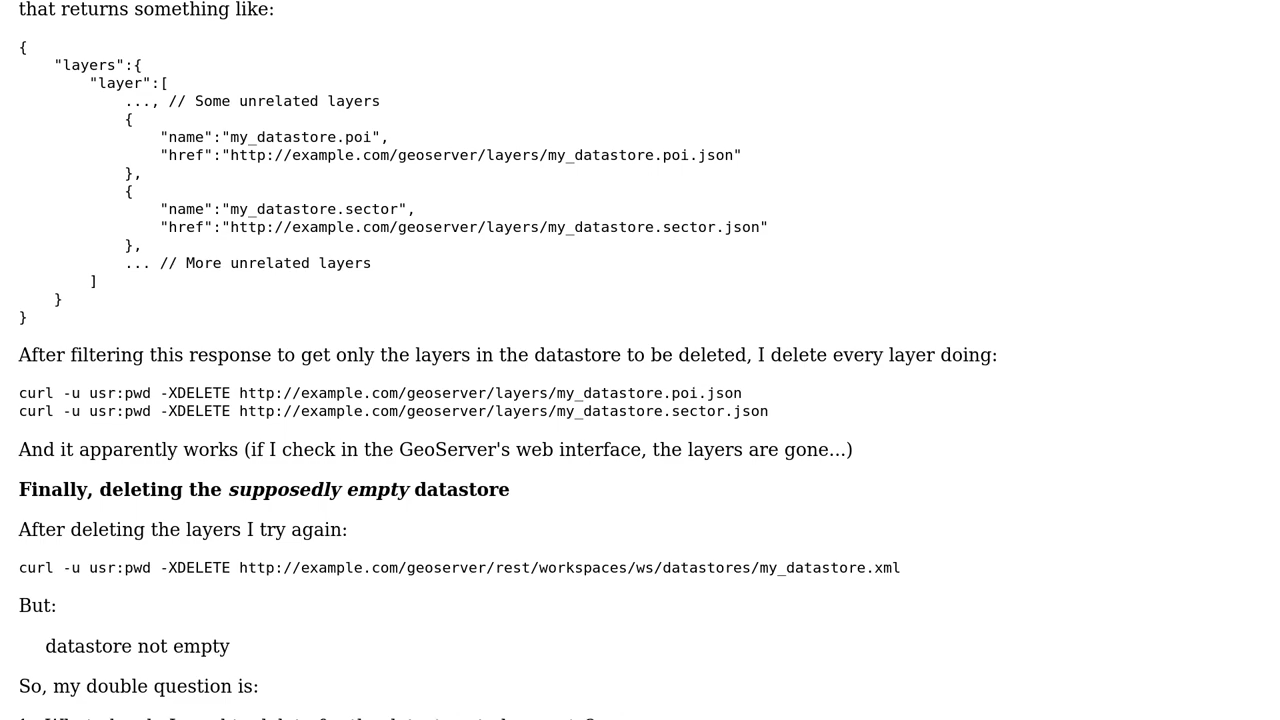 that returns something like:
{
    "layers":{
        "layer":[
            ..., // Some unrelated layers
            {
                "name":"my_datastore.poi",
                "href":"http://example.com/geoserver/layers/my_datastore.poi.json"
            },
            {
                "name":"my_datastore.sector",
                "href":"http://example.com/geoserver/layers/my_datastore.sector.json"
            },
            ... // More unrelated layers
        ]
    }
}
After filtering this response to get only the layers in the datastore to be deleted, I delete every layer doing:
curl -u usr:pwd -XDELETE http://example.com/geoserver/layers/my_datastore.poi.json
curl -u usr:pwd -XDELETE http://example.com/geoserver/layers/my_datastore.sector.json
And it apparently works (if I check in the GeoServer's web interface, the layers are gone...)
Finally, deleting the supposedly empty datastore
After deleting the layers I try again:
curl -u usr:pwd -XDELETE http://example.com/geoserver/rest/workspaces/ws/datastores/my_datastore.xml
But:
datastore not empty
So, my double question is: